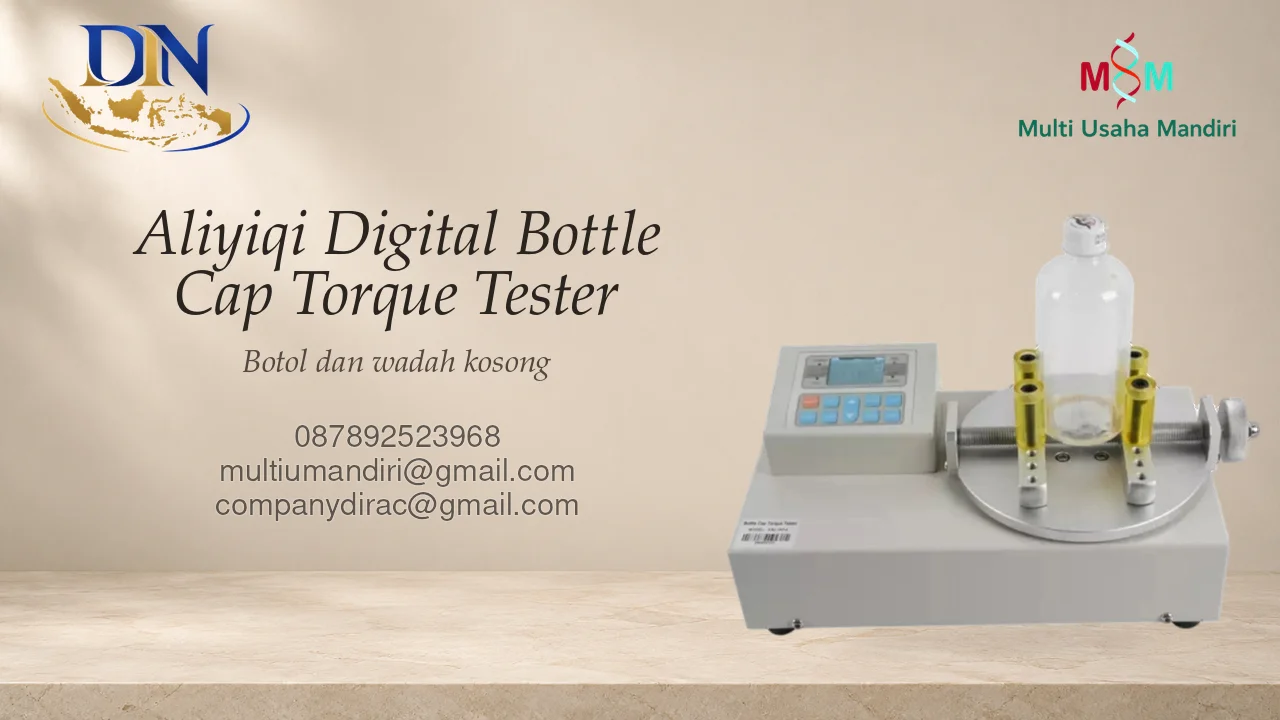 DN
M M
Multi Usaha Mandiri
Aliyiqi Digital Bottle
Cap Torque Tester
Botol dan wadah kosong
087892523968
multiumandiri@gmail.com
companydirac@gmail.com
Bottle Cap Torque Tester